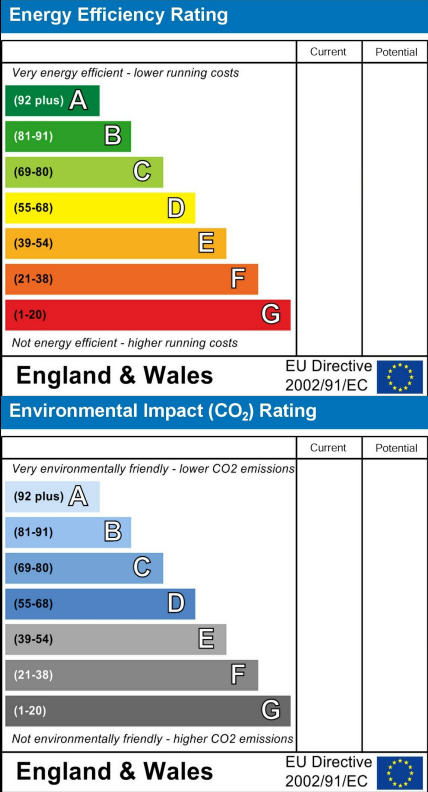 Energy Efficiency Rating
Current Potential
Very energy efficient - lower running costs
(92 plus) A
(81-91) B
(69-80) C
(55-68) D
(39-54) E
(21-38) F
(1-20) G
Not energy efficient - higher running costs
England & Wales
EU Directive
2002/91/EC
Environmental Impact (CO₂) Rating
Current Potential
Very environmentally friendly - lower CO2 emissions
(92 plus) A
(81-91) B
(69-80) C
(55-68) D
(39-54) E
(21-38) F
(1-20) G
Not environmentally friendly - higher CO2 emissions
England & Wales
EU Directive
2002/91/EC